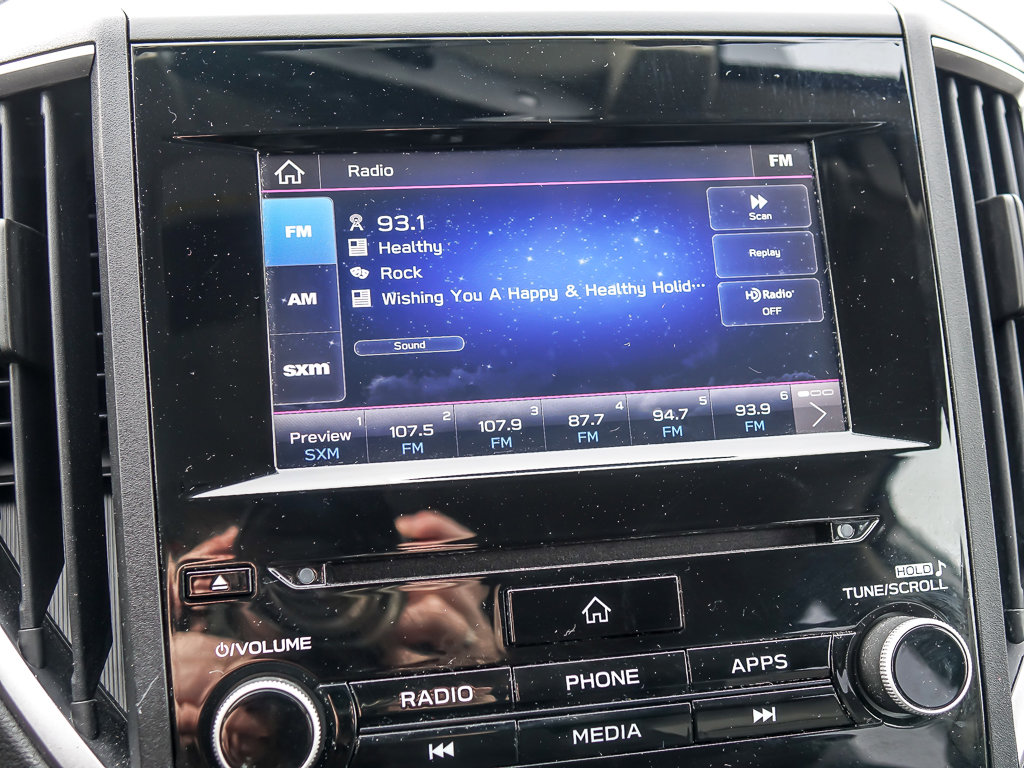 Radio
FM
FM
AM
sxm
93.1
Healthy
Rock
Wishing You A Happy & Healthy Holid…
Sound
Scan
Replay
HD Radio
OFF
1
Preview
SXM
2
107.5
FM
3
107.9
FM
4
87.7
FM
5
94.7
FM
6
93.9
FM
HOLD
TUNE/SCROLL
/VOLUME
RADIO
PHONE
APPS
MEDIA